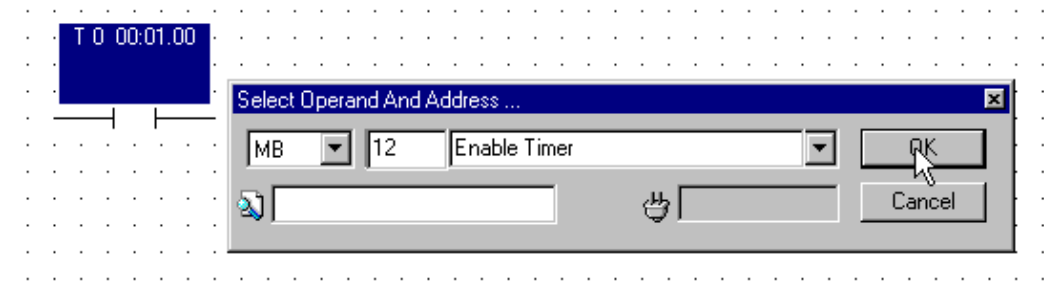 T 0 00:01.00
Select Operand And Address ...
MB 12 Enable Timer OK
Cancel